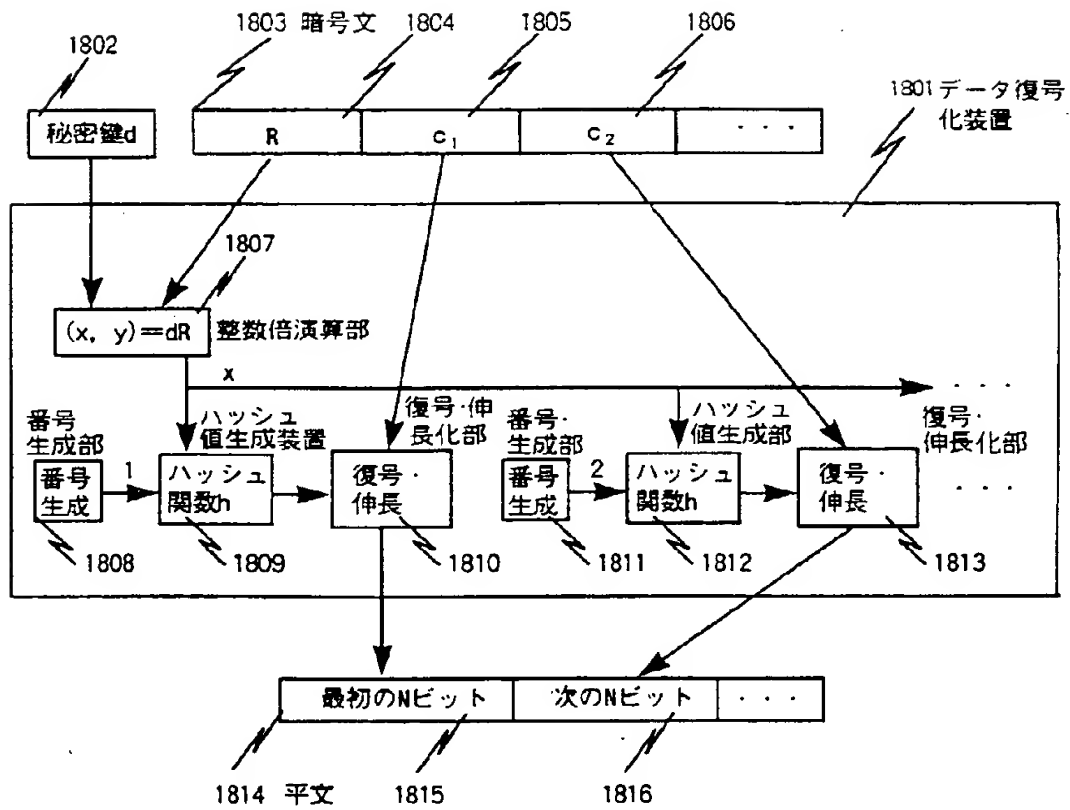 1802
1803 暗号文
1804
1805
1806
1801データ復号
化装置
秘密鍵d
R
c₁
c₂
・・・
1807
(x, y)=dR
整数倍演算部
x
・・・
番号
生成部
ハッシュ
値生成装置
復号·伸
長化部
番号·
生成部
ハッシュ
値生成部
復号·
伸長化部
番号
生成
1
ハッシュ
関数h
復号·
伸長
番号
生成
2
ハッシュ
関数h
復号·
伸長
・・・
1808
1809
1810
1811
1812
1813
最初のNビット
次のNビット
・・・
1814 平文
1815
1816